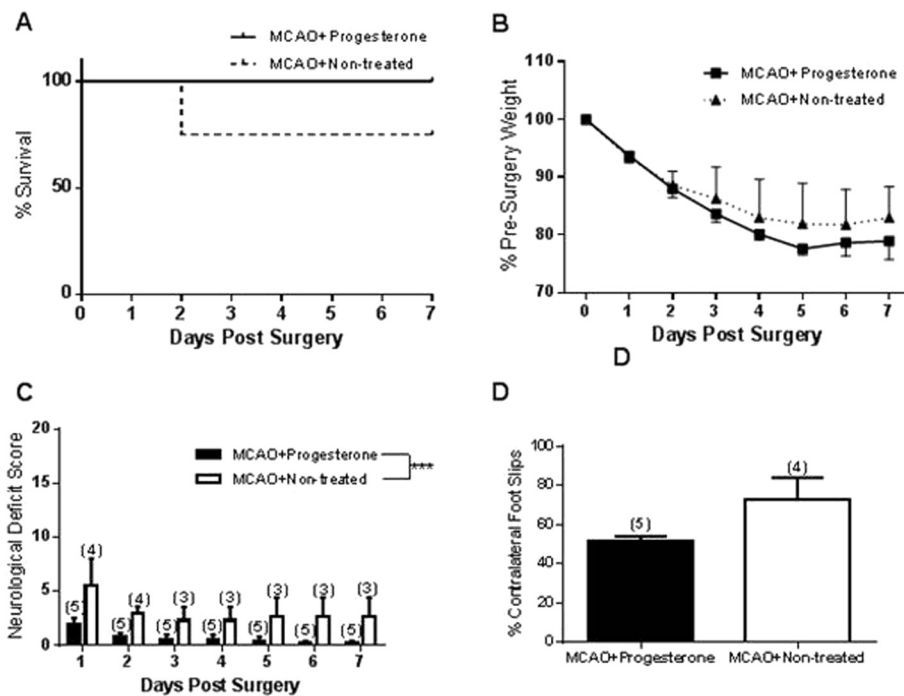 A
MCAO+Progesterone
MCAO+Non-treated
100
50
0
% Survival
0 1 2 3 4 5 6 7
Days Post Surgery
B
110
100
90
80
70
% Pre-Surgery Weight
MCAO+Progesterone
MCAO+Non-treated
0 1 2 3 4 5 6 7
Days Post Surgery
D
C
20
15
10
5
0
Neurological Deficit Score
MCAO+Progesterone
MCAO+Non-treated
***
(5) (4) (5) (4) (5) (3) (5) (3) (5) (3) (5) (3) (5) (3)
1 2 3 4 5 6 7
Days Post Surgery
D
100
80
60
40
20
0
% Contralateral Foot Slips
(5) (4)
MCAO+Progesterone MCAO+Non-treated